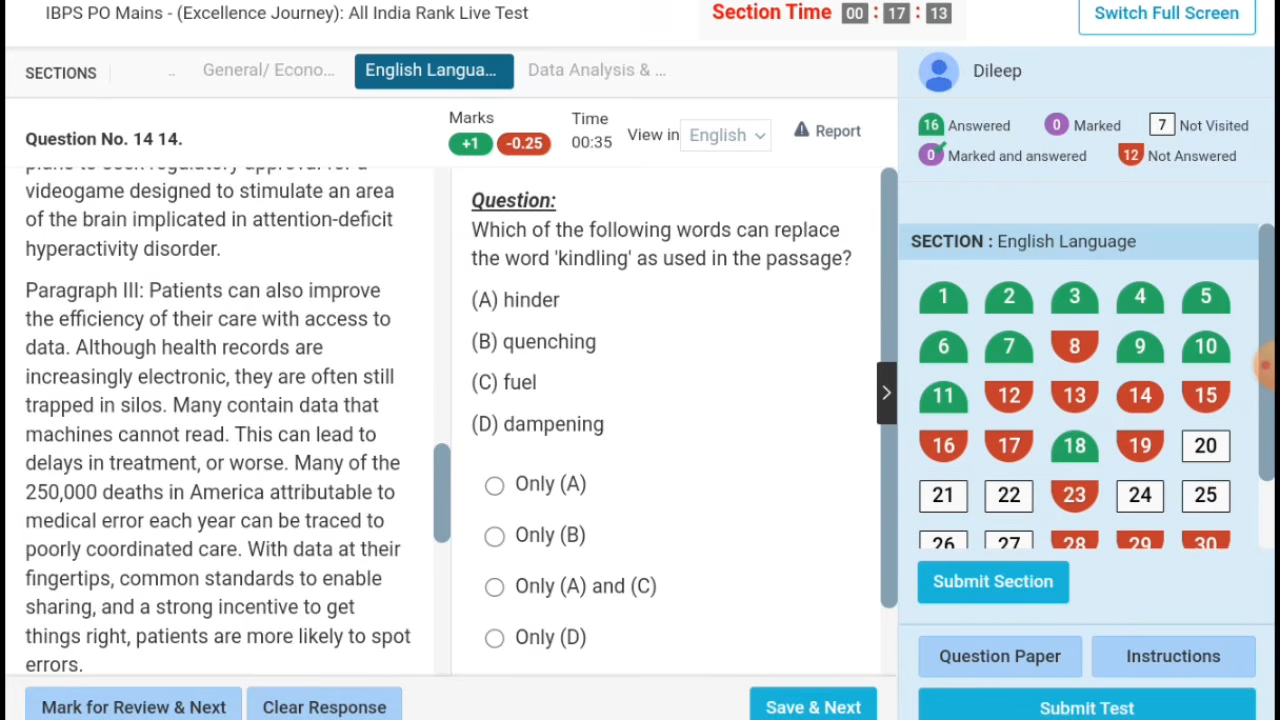 IBPS PO Mains - (Excellence Journey): All India Rank Live Test
Section Time 00 : 17 : 13
Switch Full Screen
SECTIONS
.. General/ Econo... English Langua... Data Analysis & ...
Dileep
Question No. 14 14.
Marks
+1 -0.25
Time
00:35
View in English
Report
16 Answered 0 Marked 7 Not Visited
0 Marked and answered 12 Not Answered
videogame designed to stimulate an area
of the brain implicated in attention-deficit
hyperactivity disorder.
Paragraph III: Patients can also improve
the efficiency of their care with access to
data. Although health records are
increasingly electronic, they are often still
trapped in silos. Many contain data that
machines cannot read. This can lead to
delays in treatment, or worse. Many of the
250,000 deaths in America attributable to
medical error each year can be traced to
poorly coordinated care. With data at their
fingertips, common standards to enable
sharing, and a strong incentive to get
things right, patients are more likely to spot
errors.
Question:
Which of the following words can replace
the word 'kindling' as used in the passage?
(A) hinder
(B) quenching
(C) fuel
(D) dampening
Only (A)
Only (B)
Only (A) and (C)
Only (D)
SECTION : English Language
1 2 3 4 5
6 7 8 9 10
11 12 13 14 15
16 17 18 19 20
21 22 23 24 25
26 27 28 29 30
Submit Section
Question Paper Instructions
Mark for Review & Next Clear Response Save & Next
Submit Test